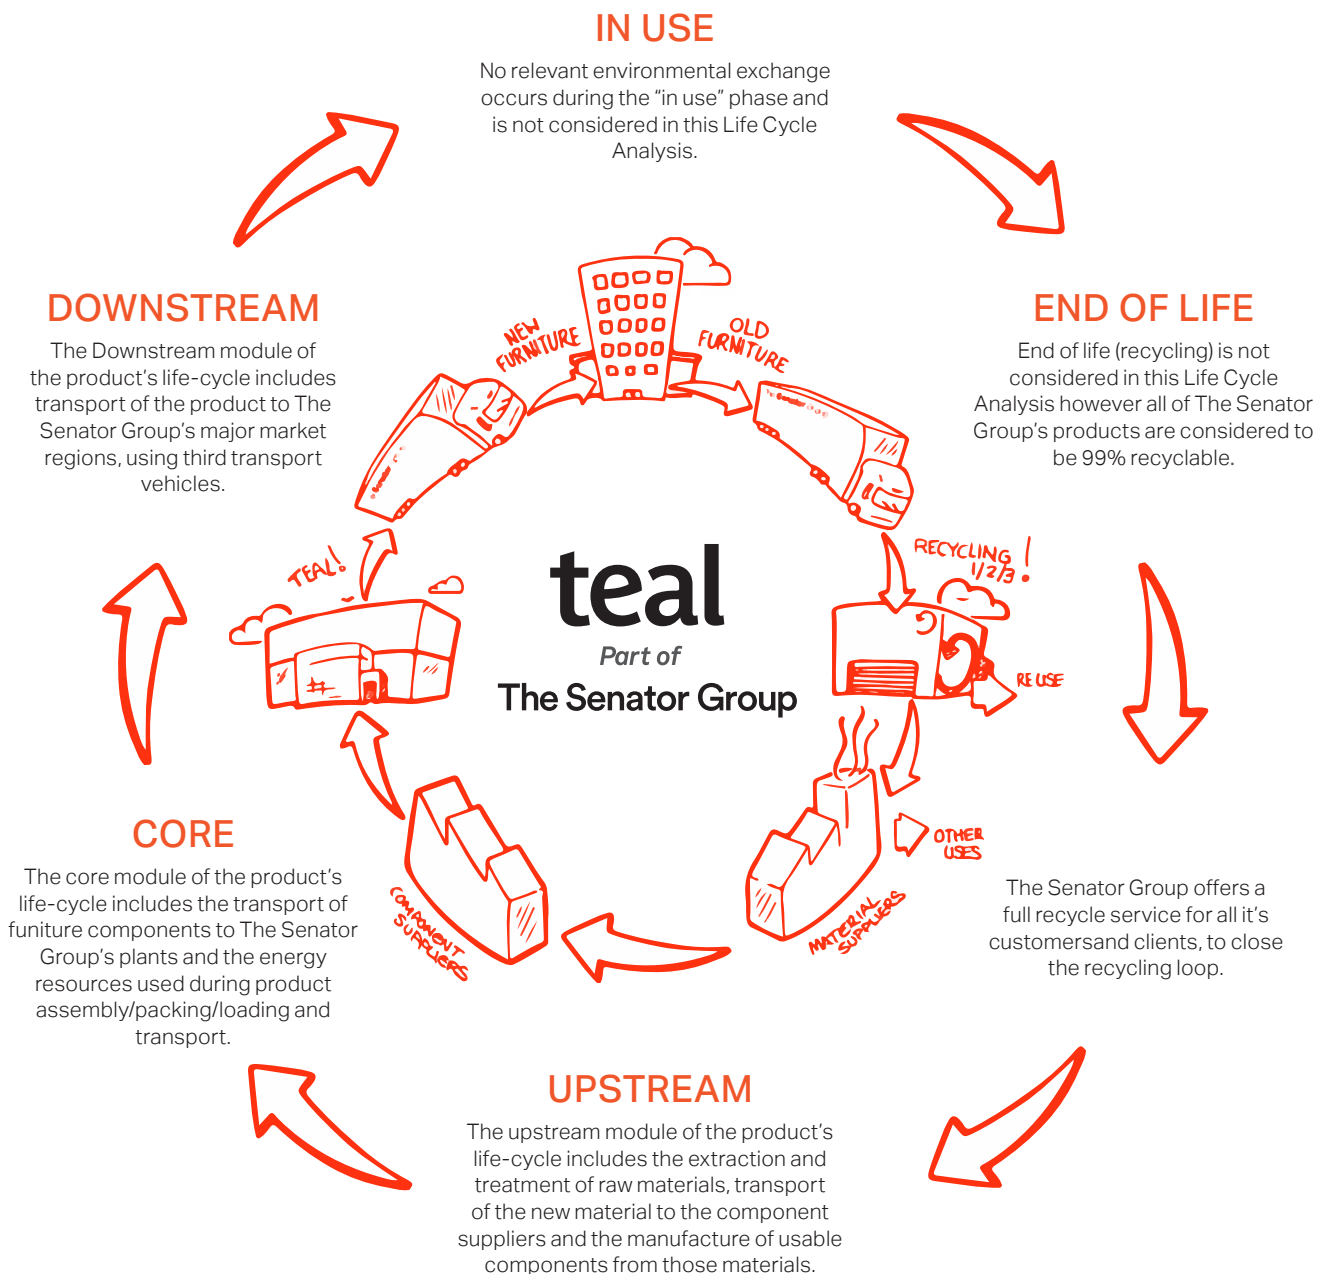 IN USE
No relevant environmental exchange
occurs during the “in use” phase and
is not considered in this Life Cycle
Analysis.
DOWNSTREAM
The Downstream module of
the product’s life-cycle includes
transport of the product to The
Senator Group’s major market
regions, using third transport
vehicles.
END OF LIFE
End of life (recycling) is not
considered in this Life Cycle
Analysis however all of The Senator
Group’s products are considered to
be 99% recyclable.
NEW
FURNITURE
OLD
FURNITURE
Senator
Senator
TEAL!
RECYCLING
1/2/3!
RE USE
teal
Part of
The Senator Group
CORE
The core module of the product’s
life-cycle includes the transport of
funiture components to The Senator
Group’s plants and the energy
resources used during product
assembly/packing/loading and
transport.
COMPONENT
SUPPLIERS
MATERIAL
SUPPLIERS
OTHER
USES
The Senator Group offers a
full recycle service for all it’s
customersand clients, to close
the recycling loop.
UPSTREAM
The upstream module of the product’s
life-cycle includes the extraction and
treatment of raw materials, transport
of the new material to the component
suppliers and the manufacture of usable
components from those materials.